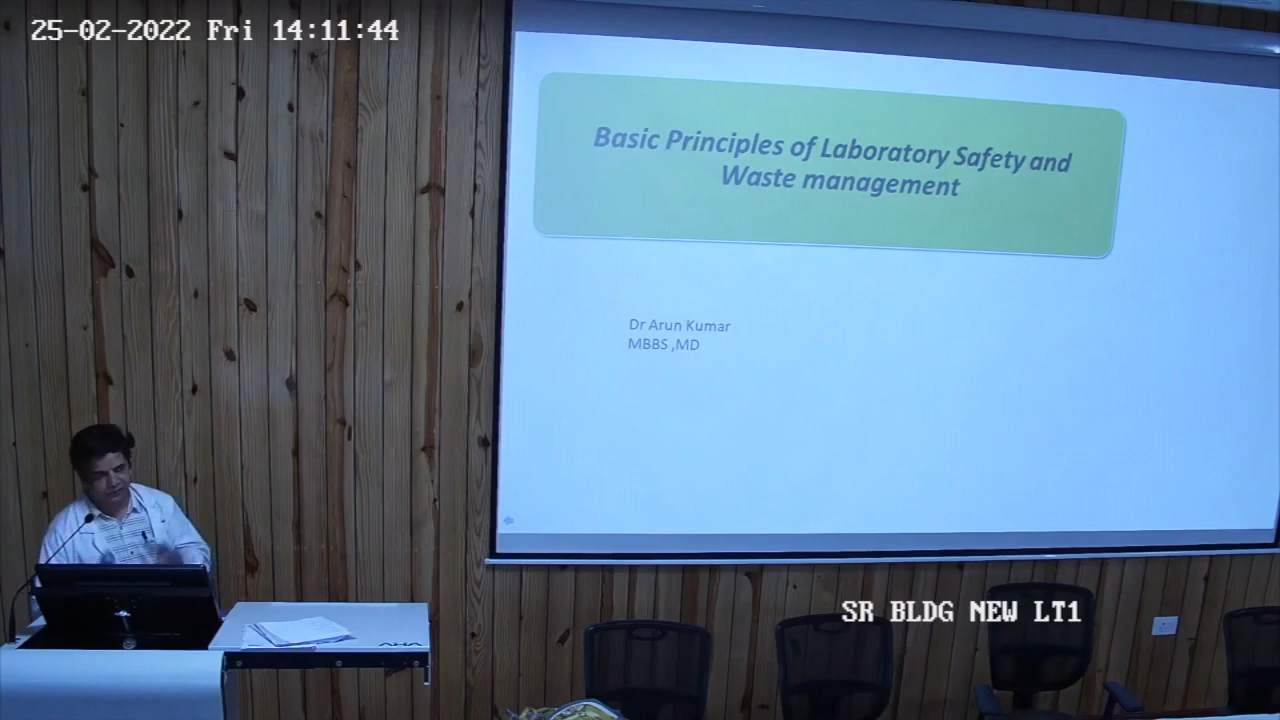 25-02-2022 Fri 14:11:44
Basic Principles of Laboratory Safety and
Waste management
Dr Arun Kumar
MBBS ,MD
SR BLDG NEW LT1
AHA